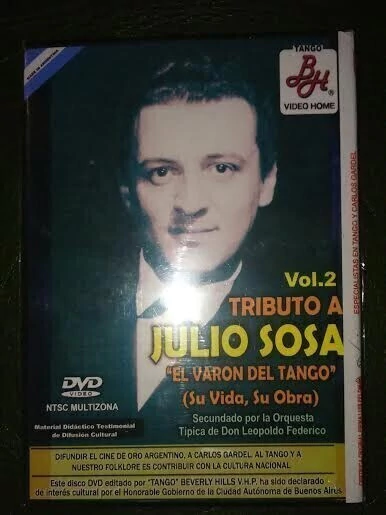 TANGO
BH
®
VIDEO HOME
ESPECIALISTAS EN TANGO Y CARLOS GARDEL
Vol.2
TRIBUTO A
JULIO SOSA
"EL VARON DEL TANGO"
(Su Vida, Su Obra)
Secundado por la Orquesta
Tipica de Don Leopoldo Federico
DVD
VIDEO
NTSC MULTIZONA
Material Didáctico Testimonial
de Difusión Cultural
DIFUNDIR EL CINE DE ORO ARGENTINO, A CARLOS GARDEL, AL TANGO Y A
NUESTRO FOLKLORE ES CONTRIBUIR CON LA CULTURA NACIONAL
Este disco DVD editado por "TANGO" BEVERLY HILLS V.H.P. ha sido declarado
de interés cultural por el Honorable Gobierno de la Ciudad Autónoma de Buenos Aires